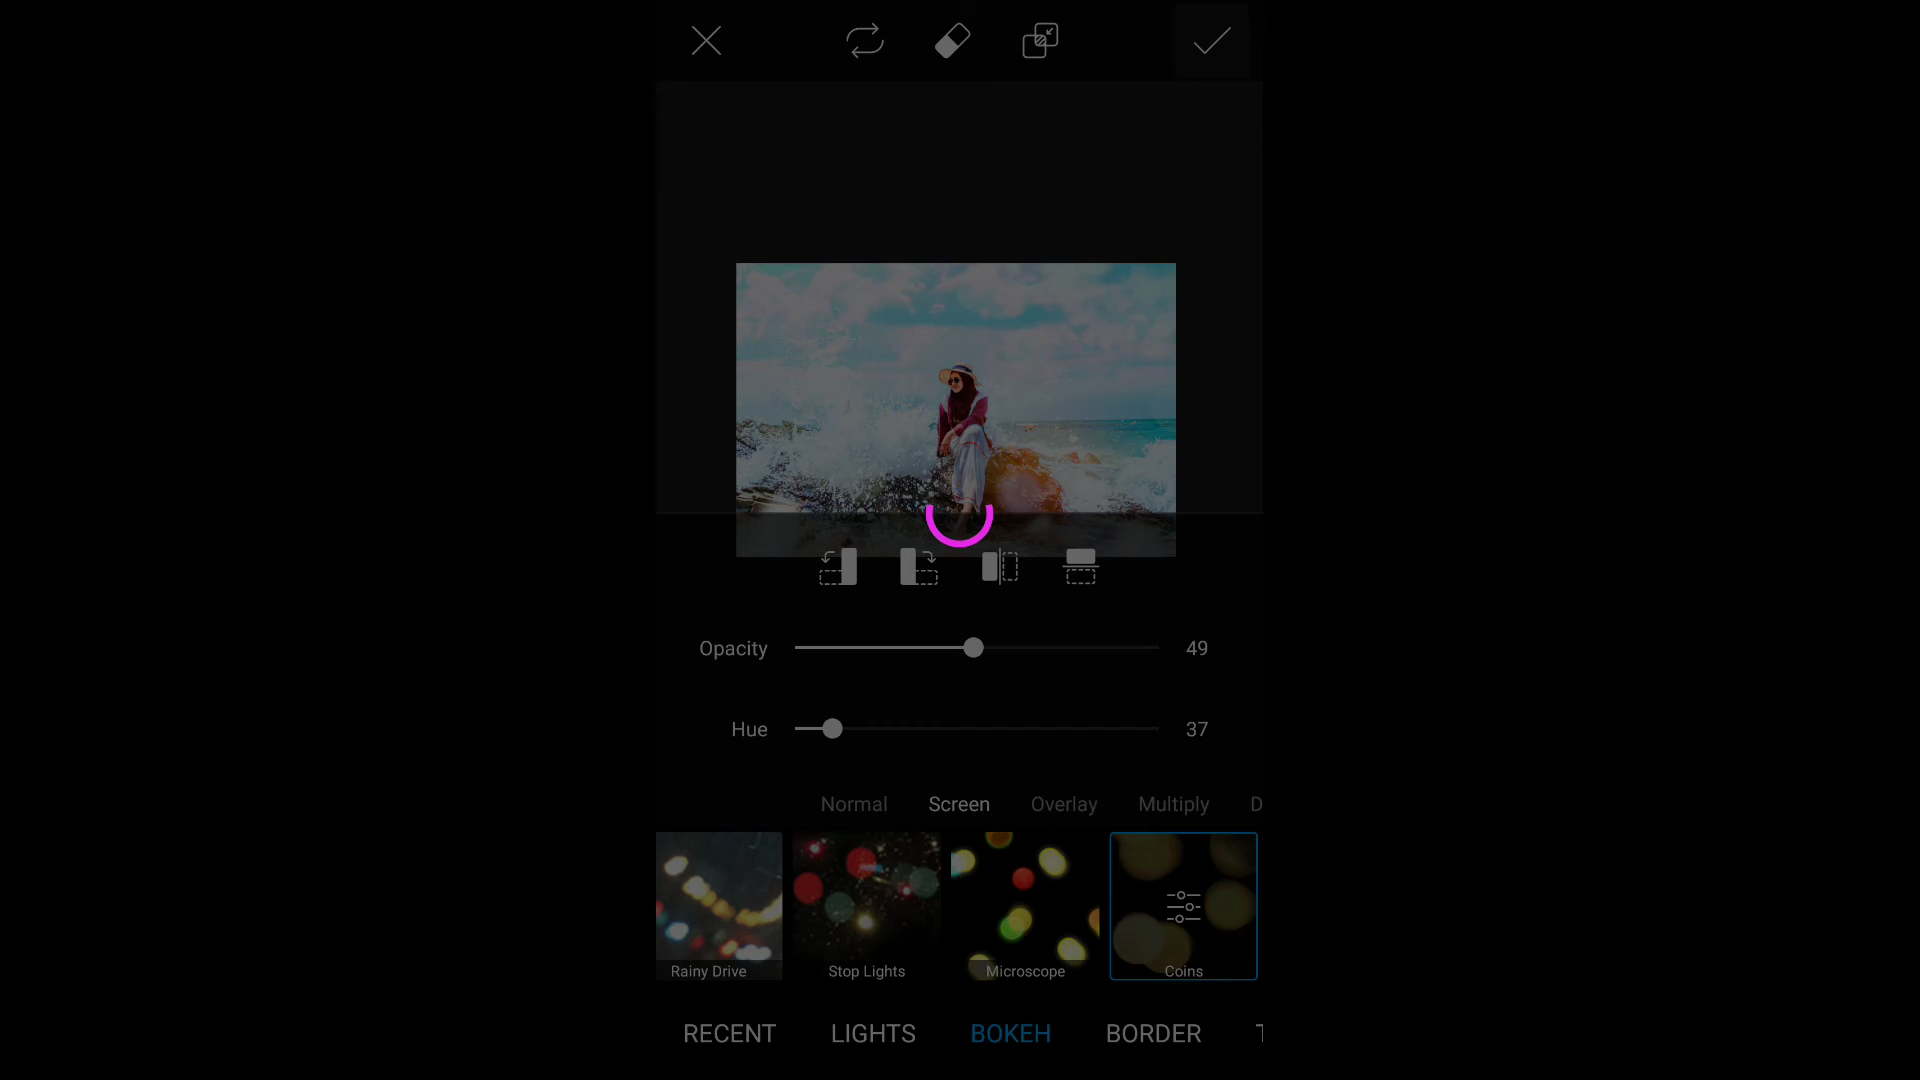 Opacity 49
Hue 37
Normal Screen Overlay Multiply D
Rainy Drive Stop Lights Microscope Coins
RECENT LIGHTS BOKEH BORDER T